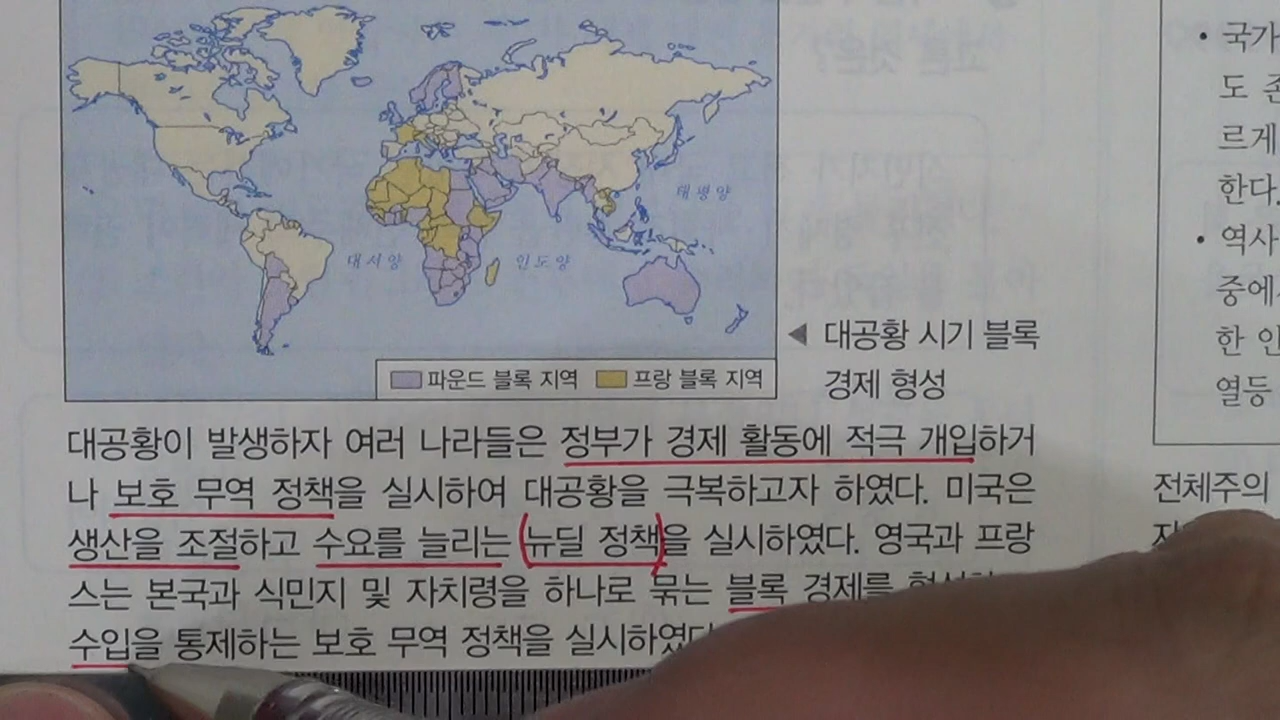 태평양
대서양
인도양
◀ 대공황 시기 블록
경제 형성
파운드 블록 지역 프랑 블록 지역
대공황이 발생하자 여러 나라들은 정부가 경제 활동에 적극 개입하거
나 보호 무역 정책을 실시하여 대공황을 극복하고자 하였다. 미국은
생산을 조절하고 수요를 늘리는 (뉴딜 정책)을 실시하였다. 영국과 프랑
스는 본국과 식민지 및 자치령을 하나로 묶는 블록 경제를
수입을 통제하는 보호 무역 정책을
• 국가
도 존
르게
한다.
• 역사
중에
한 인
열등
전체주의